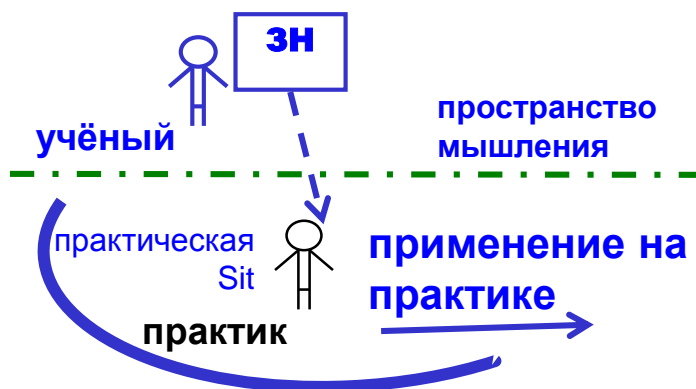 ЗН
учёный
пространство
мышления
практическая
Sit
применение на
практике
практик